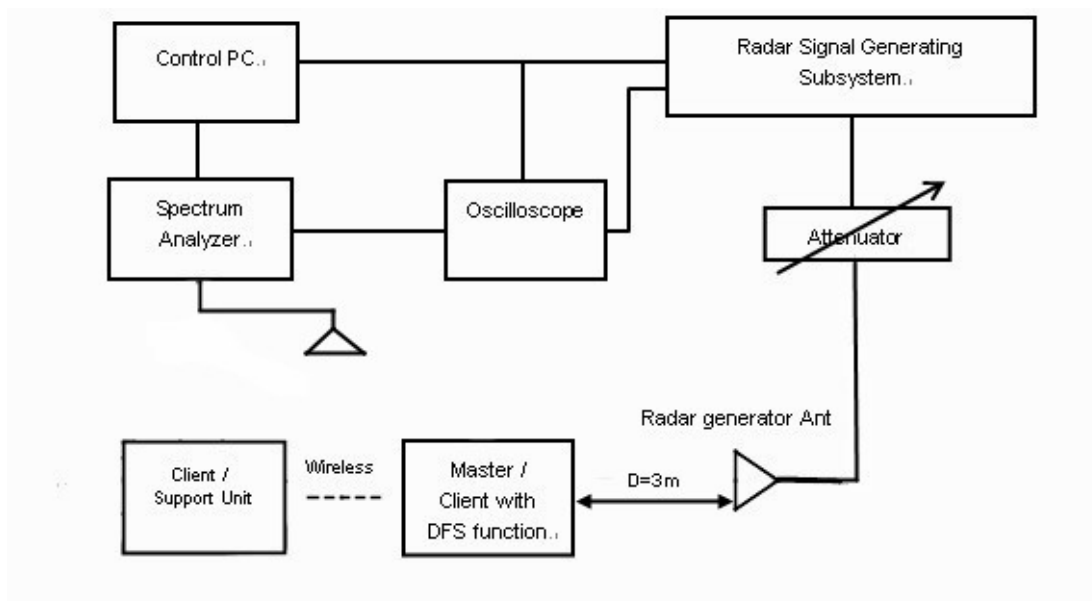 Control PC.
Radar Signal Generating
Subsystem.
Spectrum
Analyzer.
Oscilloscope
Attenuator
Radar generator Ant
Client /
Support Unit
Wireless
Master /
Client with
DFS function.
D=3m